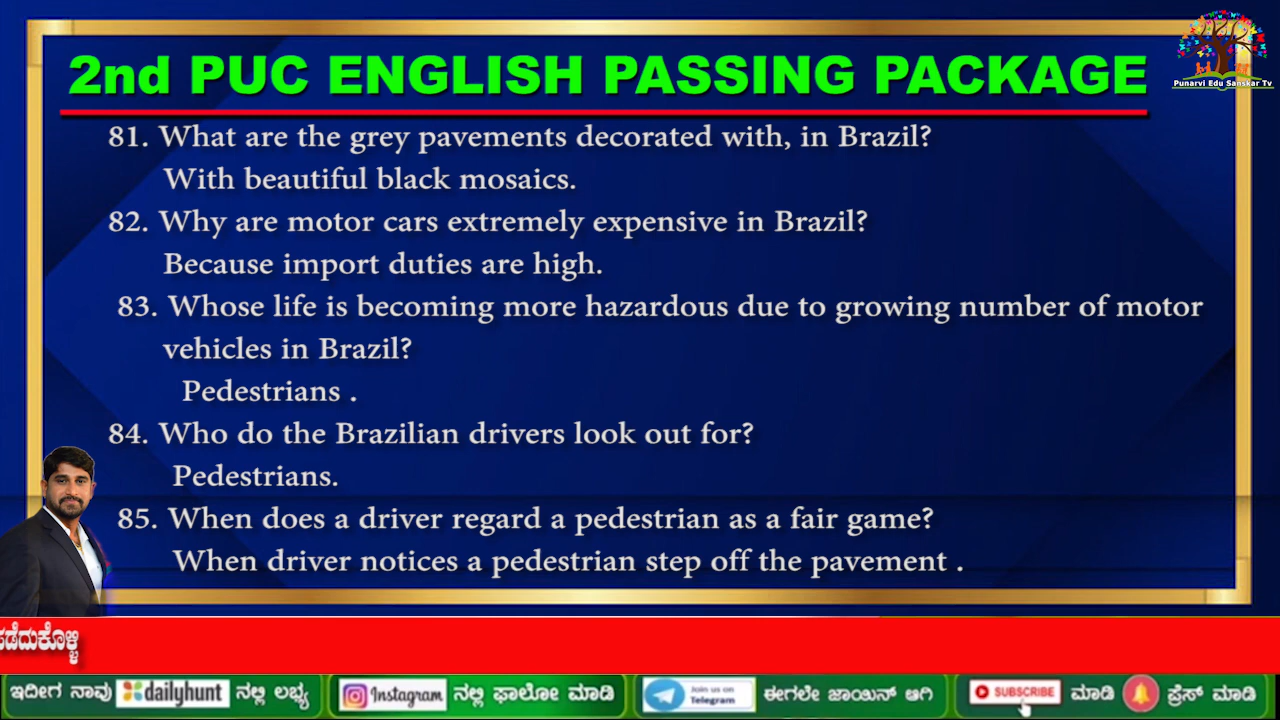 2nd PUC ENGLISH PASSING PACKAGE
Punarvi Edu Sanskar Tv
81. What are the grey pavements decorated with, in Brazil?
With beautiful black mosaics.
82. Why are motor cars extremely expensive in Brazil?
Because import duties are high.
83. Whose life is becoming more hazardous due to growing number of motor
vehicles in Brazil?
Pedestrians .
84. Who do the Brazilian drivers look out for?
Pedestrians.
85. When does a driver regard a pedestrian as a fair game?
When driver notices a pedestrian step off the pavement .
ಪಡೆದುಕೊಳ್ಳಿ
ಇದೀಗ ನಾವು dailyhunt ನಲ್ಲಿ ಲಭ್ಯ
Instagram ನಲ್ಲಿ ಫಾಲೋ ಮಾಡಿ
Join us on
Telegram
ಈಗಲೇ ಜಾಯಿನ್ ಆಗಿ
SUBSCRIBE ಮಾಡಿ ಪ್ರೆಸ್ ಮಾಡಿ